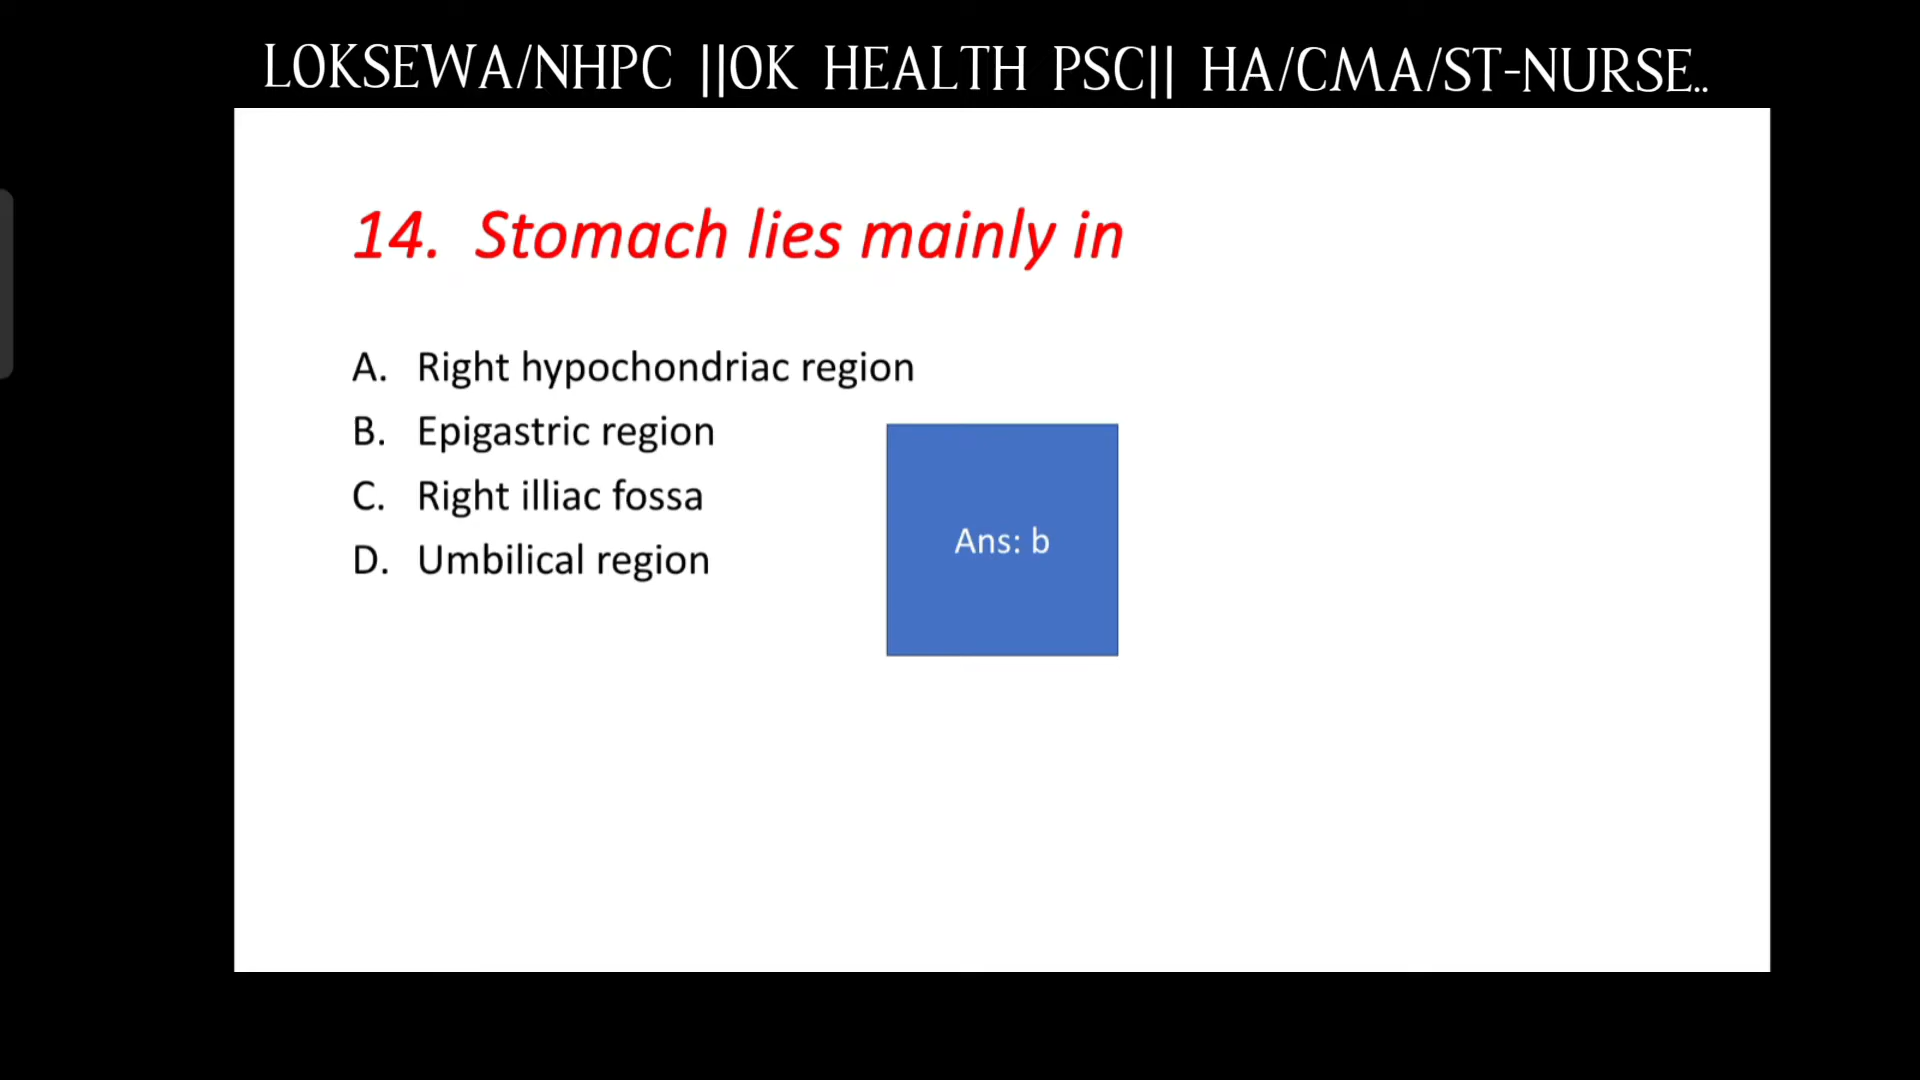 LOKSEWA/NHPC ||OK HEALTH PSC|| HA/CMA/ST-NURSE..
14. Stomach lies mainly in
A. Right hypochondriac region
B. Epigastric region
C. Right illiac fossa
D. Umbilical region
Ans: b